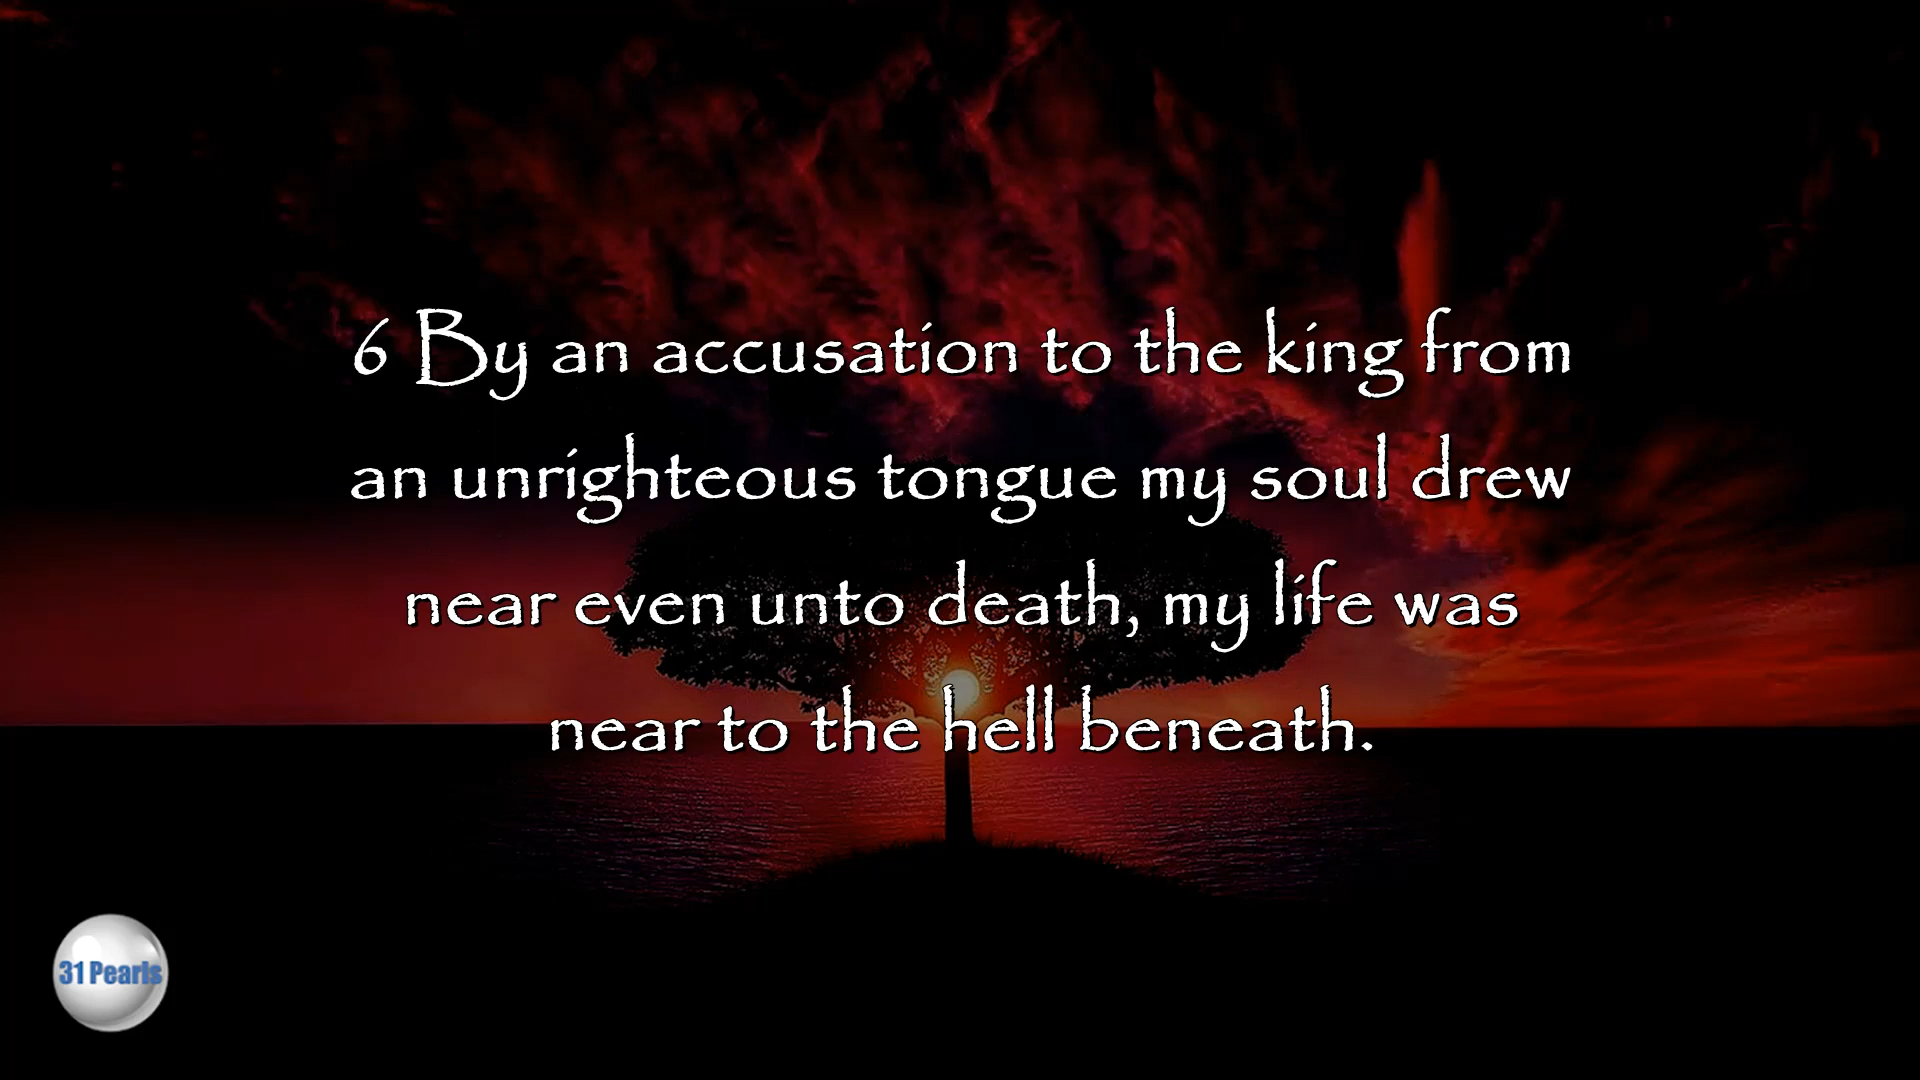 6 By an accusation to the king from
an unrighteous tongue my soul drew
near even unto death, my life was
near to the hell beneath.
31 Pearls